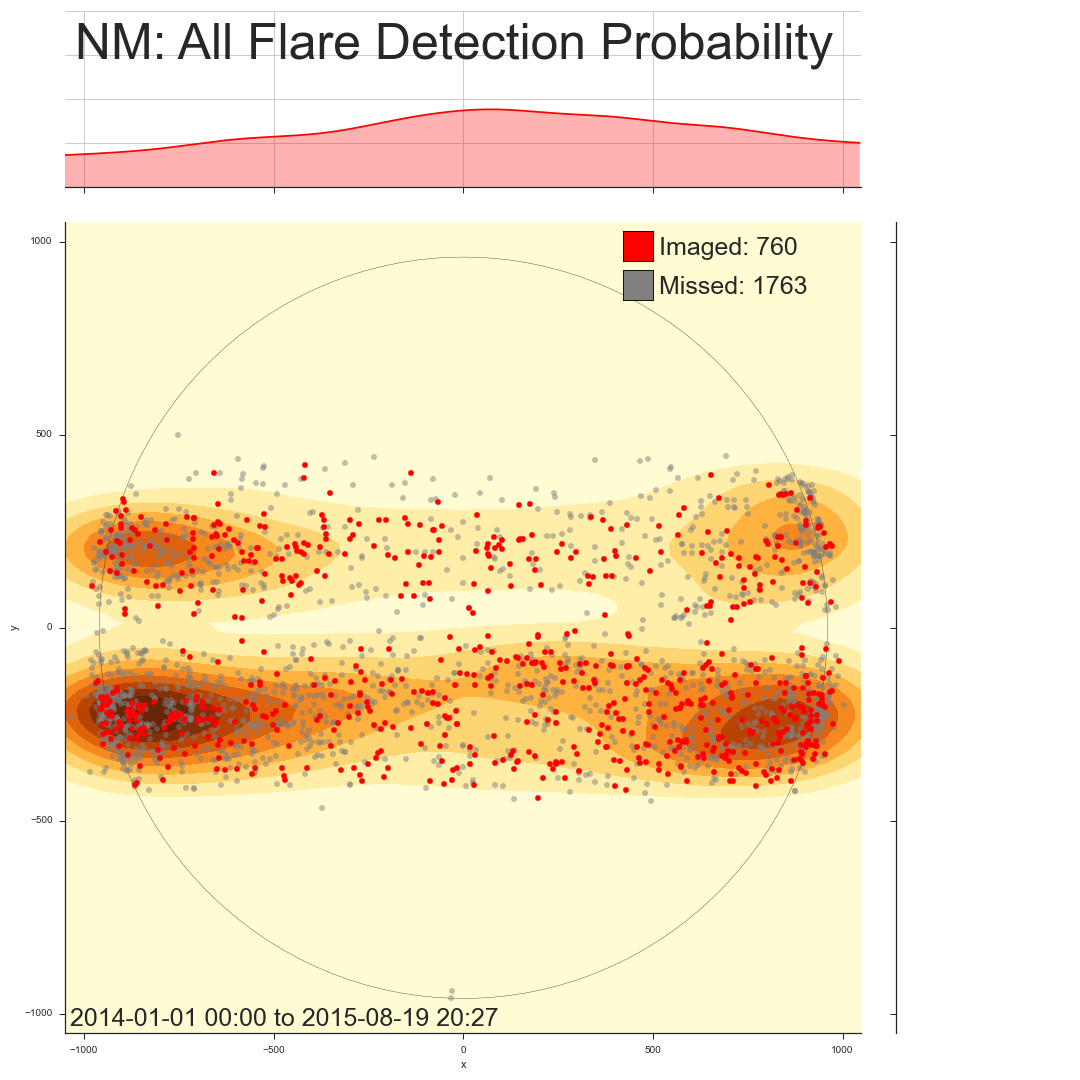 NM: All Flare Detection Probability
Imaged: 760
Missed: 1763
1000
500
0
−500
−1000
y
2014-01-01 00:00 to 2015-08-19 20:27
−1000
−500
0
500
1000
x